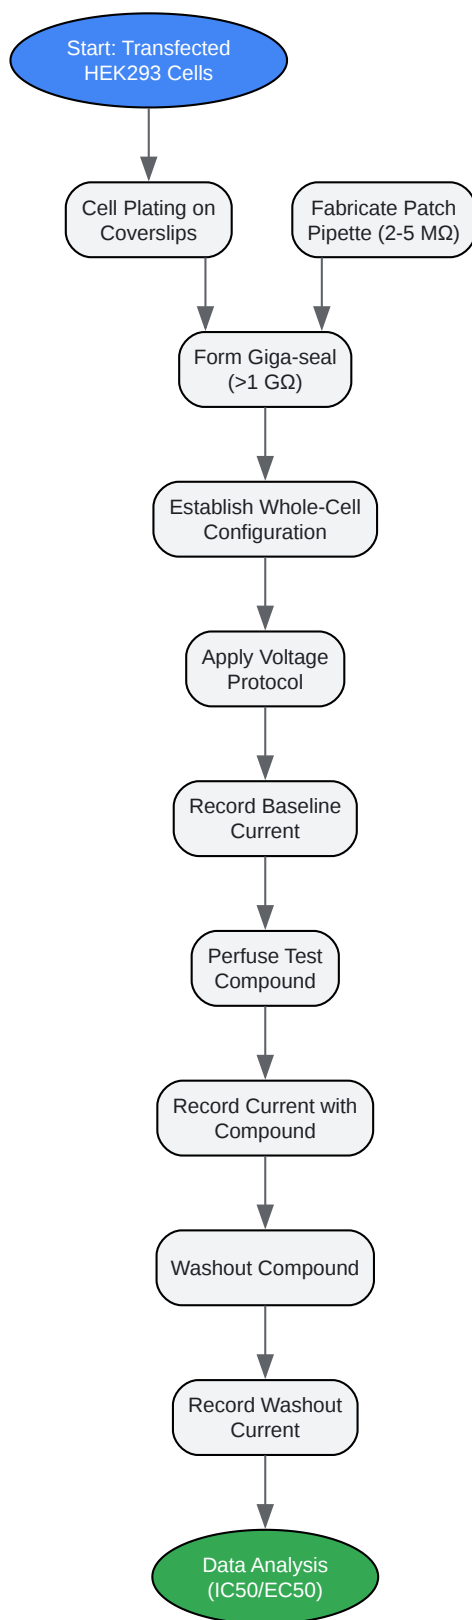 Start: Transfected
HEK293 Cells
Cell Plating on
Coverslips
Fabricate Patch
Pipette (2-5 MΩ)
Form Giga-seal
(>1 GΩ)
Establish Whole-Cell
Configuration
Apply Voltage
Protocol
Record Baseline
Current
Perfuse Test
Compound
Record Current with
Compound
Washout Compound
Record Washout
Current
Data Analysis
(IC50/EC50)